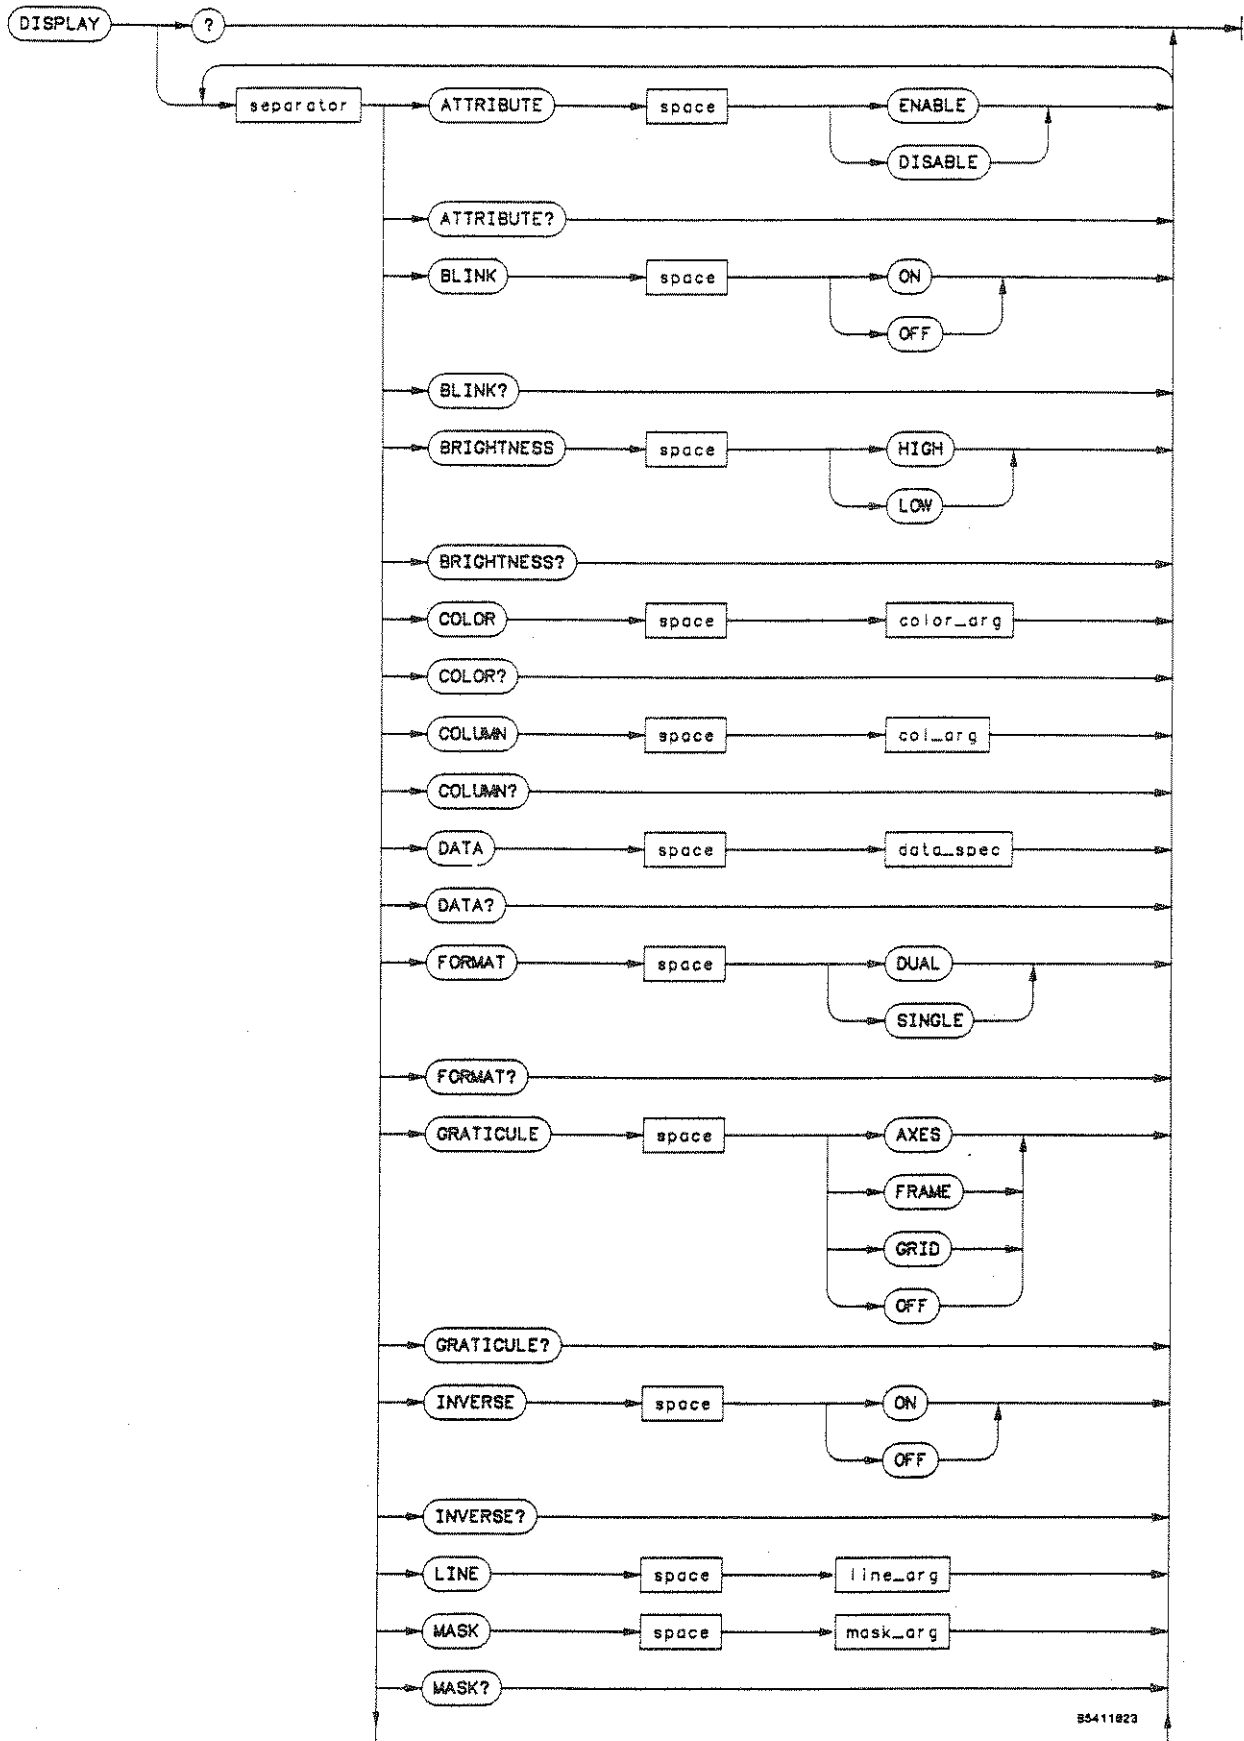 DISPLAY ?
separator ATTRIBUTE space ENABLE
DISABLE
ATTRIBUTE?
BLINK space ON
OFF
BLINK?
BRIGHTNESS space HIGH
LOW
BRIGHTNESS?
COLOR space color_arg
COLOR?
COLUMN space col_arg
COLUMN?
DATA space data_spec
DATA?
FORMAT space DUAL
SINGLE
FORMAT?
GRATICULE space AXES
FRAME
GRID
OFF
GRATICULE?
INVERSE space ON
OFF
INVERSE?
LINE space line_arg
MASK space mask_arg
MASK?
85411823